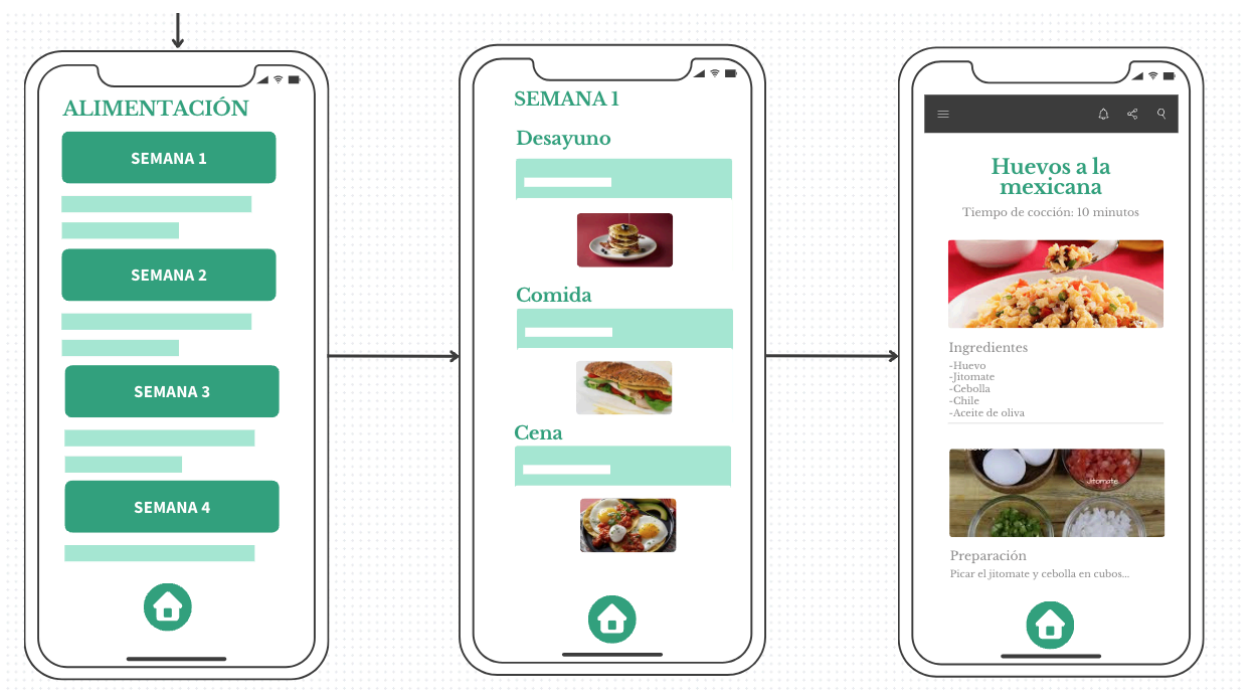 ALIMENTACIÓN
SEMANA 1
SEMANA 2
SEMANA 3
SEMANA 4
SEMANA 1
Desayuno
Comida
Cena
Huevos a la
mexicana
Tiempo de cocción: 10 minutos
Ingredientes
-Huevo
-Jitomate
-Cebolla
-Chile
-Aceite de oliva
Jitomate
Preparación
Picar el jitomate y cebolla en cubos...